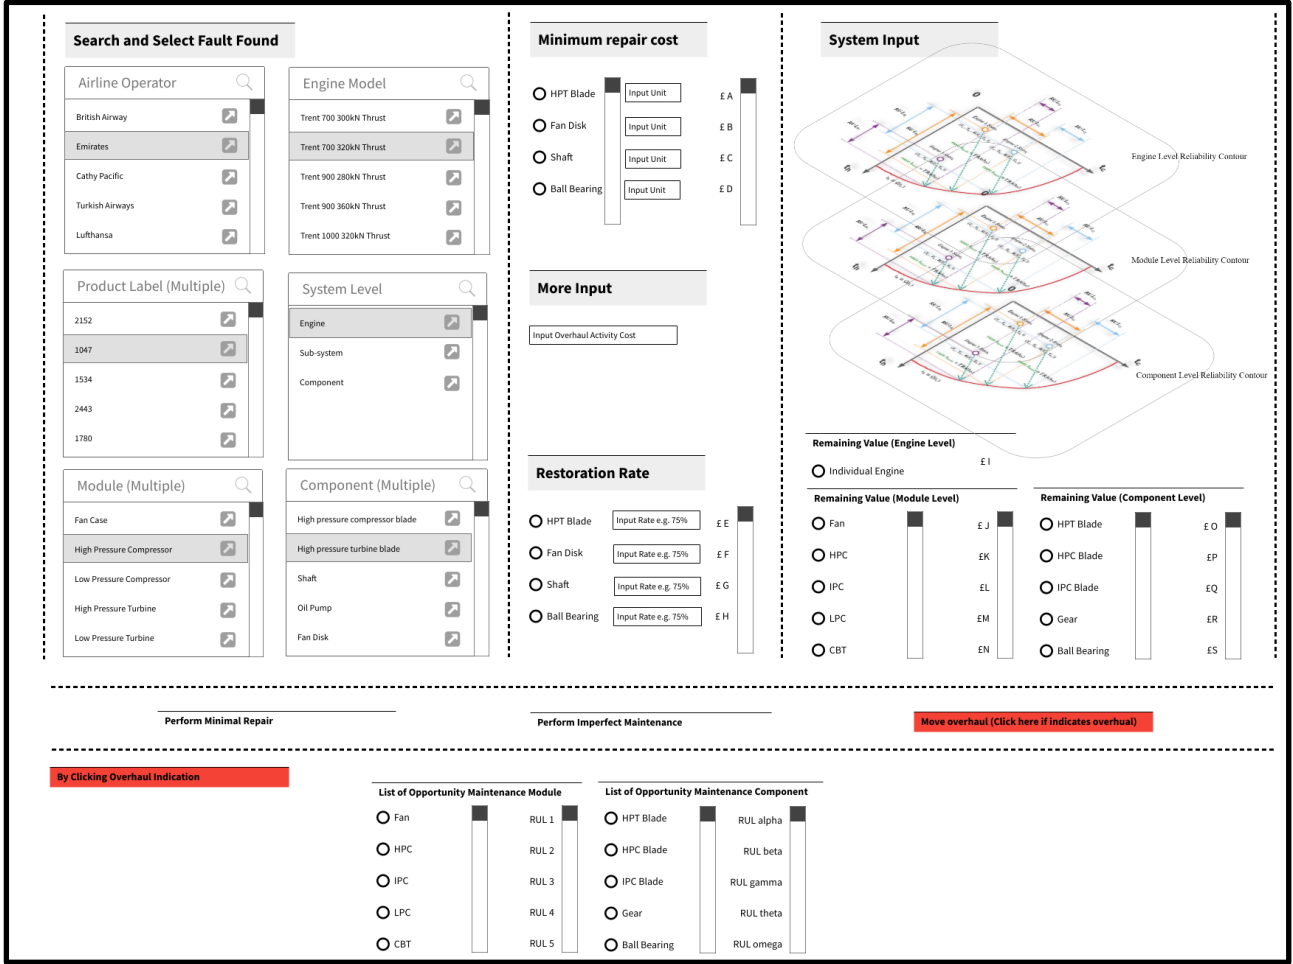 Search and Select Fault Found
Airline Operator
British Airway
Emirates
Cathy Pacific
Turkish Airways
Lufthansa
Engine Model
Trent 700 300kN Thrust
Trent 700 320kN Thrust
Trent 900 280kN Thrust
Trent 900 360kN Thrust
Trent 1000 320kN Thrust
Product Label (Multiple)
2152
1047
1534
2443
1780
System Level
Engine
Sub-system
Component
Module (Multiple)
Fan Case
High Pressure Compressor
Low Pressure Compressor
High Pressure Turbine
Low Pressure Turbine
Component (Multiple)
High pressure compressor blade
High pressure turbine blade
Shaft
Oil Pump
Fan Disk
Minimum repair cost
HPT Blade Input Unit £ A
Fan Disk Input Unit £ B
Shaft Input Unit £ C
Ball Bearing Input Unit £ D
More Input
Input Overhaul Activity Cost
Restoration Rate
HPT Blade Input Rate e.g. 75% £ E
Fan Disk Input Rate e.g. 75% £ F
Shaft Input Rate e.g. 75% £ G
Ball Bearing Input Rate e.g. 75% £ H
System Input
Engine Level Reliability Contour
Module Level Reliability Contour
Component Level Reliability Contour
Remaining Value (Engine Level)
Individual Engine £ I
Remaining Value (Module Level)
Fan £ J
HPC £K
IPC £L
LPC £M
CBT £N
Remaining Value (Component Level)
HPT Blade £ O
HPC Blade £P
IPC Blade £Q
Gear £R
Ball Bearing £S
Perform Minimal Repair
Perform Imperfect Maintenance
Move overhaul (Click here if indicates overhual)
By Clicking Overhaul Indication
List of Opportunity Maintenance Module
Fan RUL 1
HPC RUL 2
IPC RUL 3
LPC RUL 4
CBT RUL 5
List of Opportunity Maintenance Component
HPT Blade RUL alpha
HPC Blade RUL beta
IPC Blade RUL gamma
Gear RUL theta
Ball Bearing RUL omega